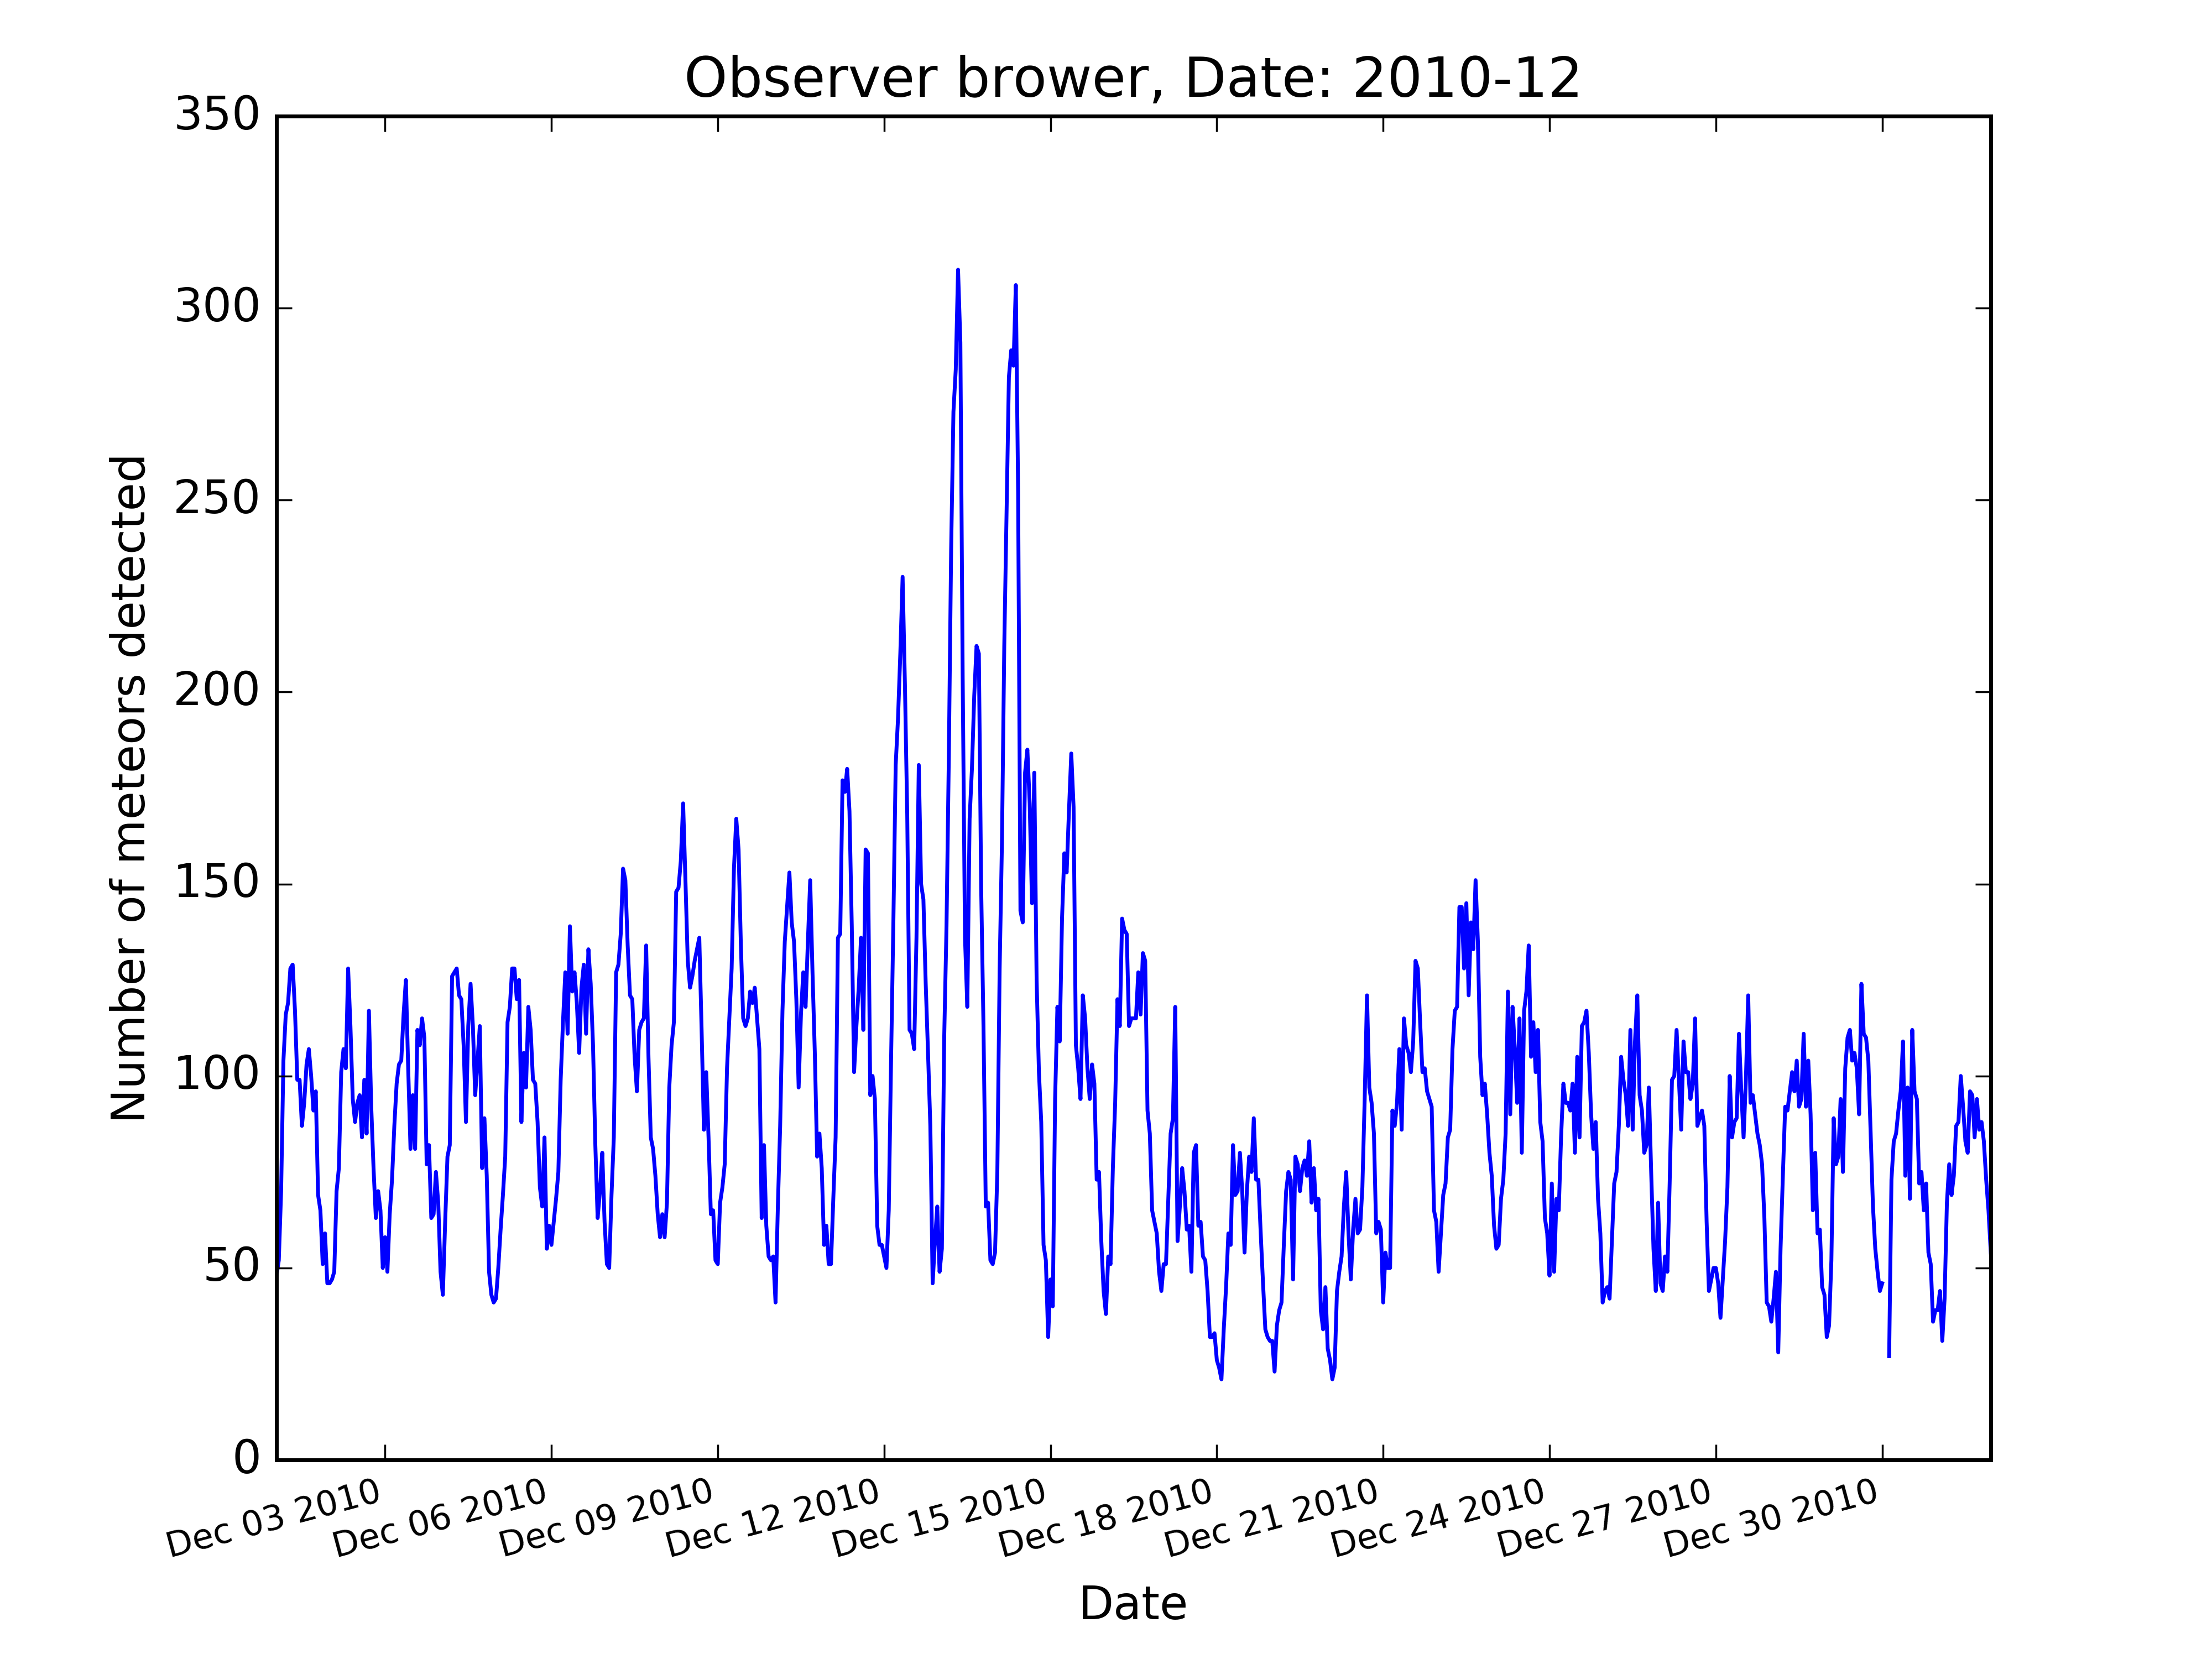 Observer brower, Date: 2010-12
Number of meteors detected
350
300
250
200
150
100
50
0
Dec 03 2010
Dec 06 2010
Dec 09 2010
Dec 12 2010
Dec 15 2010
Dec 18 2010
Dec 21 2010
Dec 24 2010
Dec 27 2010
Dec 30 2010
Date